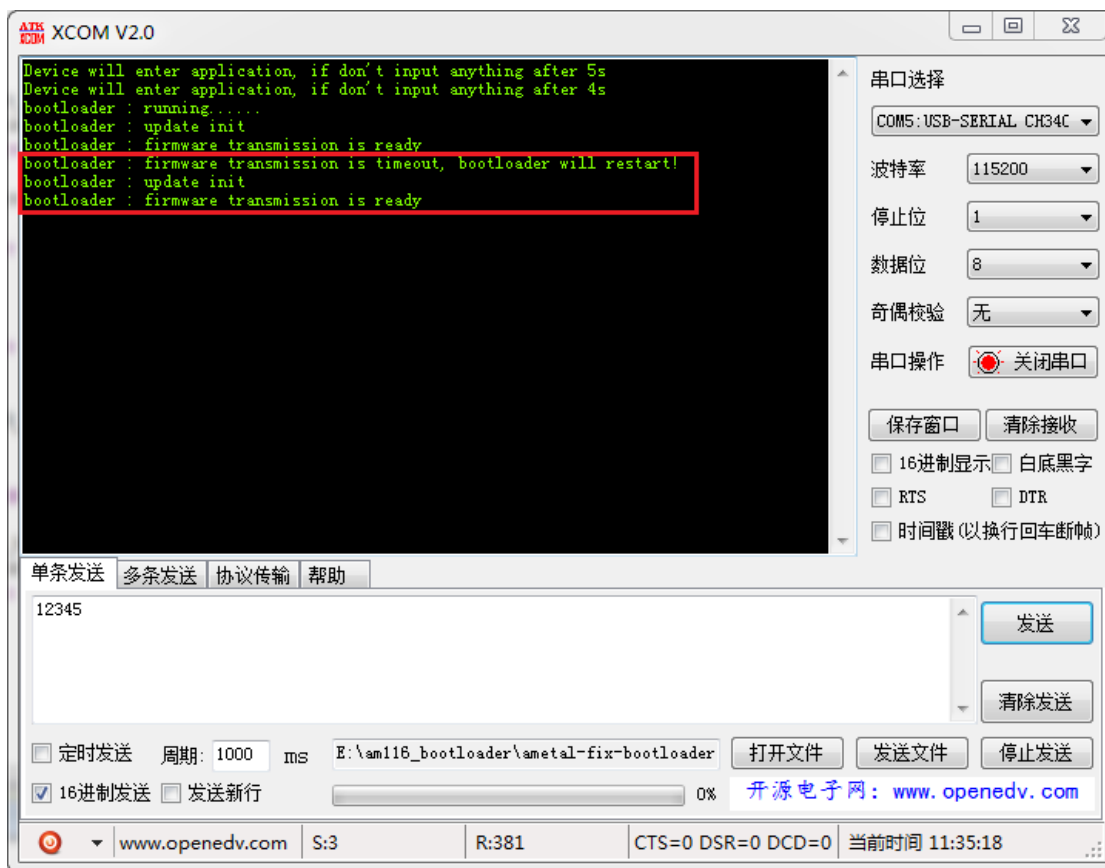 ATK XCOM XCOM V2.0
Device will enter application, if don't input anything after 5s
Device will enter application, if don't input anything after 4s
bootloader : running......
bootloader : update init
bootloader : firmware transmission is ready
bootloader : firmware transmission is timeout, bootloader will restart!
bootloader : update init
bootloader : firmware transmission is ready
串口选择
COM5:USB-SERIAL CH34C
波特率 115200
停止位 1
数据位 8
奇偶校验 无
串口操作 关闭串口
保存窗口 清除接收
16进制显示 白底黑字
RTS DTR
时间戳(以换行回车断帧)
单条发送 多条发送 协议传输 帮助
12345
发送
清除发送
定时发送 周期: 1000 ms E:\am116_bootloader\ametal-fix-bootloader 打开文件 发送文件 停止发送
16进制发送 发送新行 0% 开源电子网: www.openedv.com
www.openedv.com S:3 R:381 CTS=0 DSR=0 DCD=0 当前时间 11:35:18